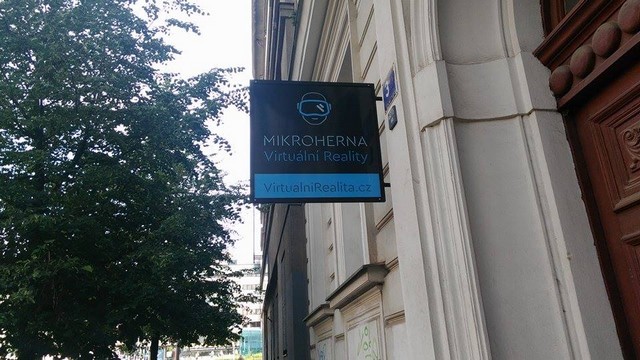 MIKROHERNA
Virtuální Reality
VirtualniRealita.cz